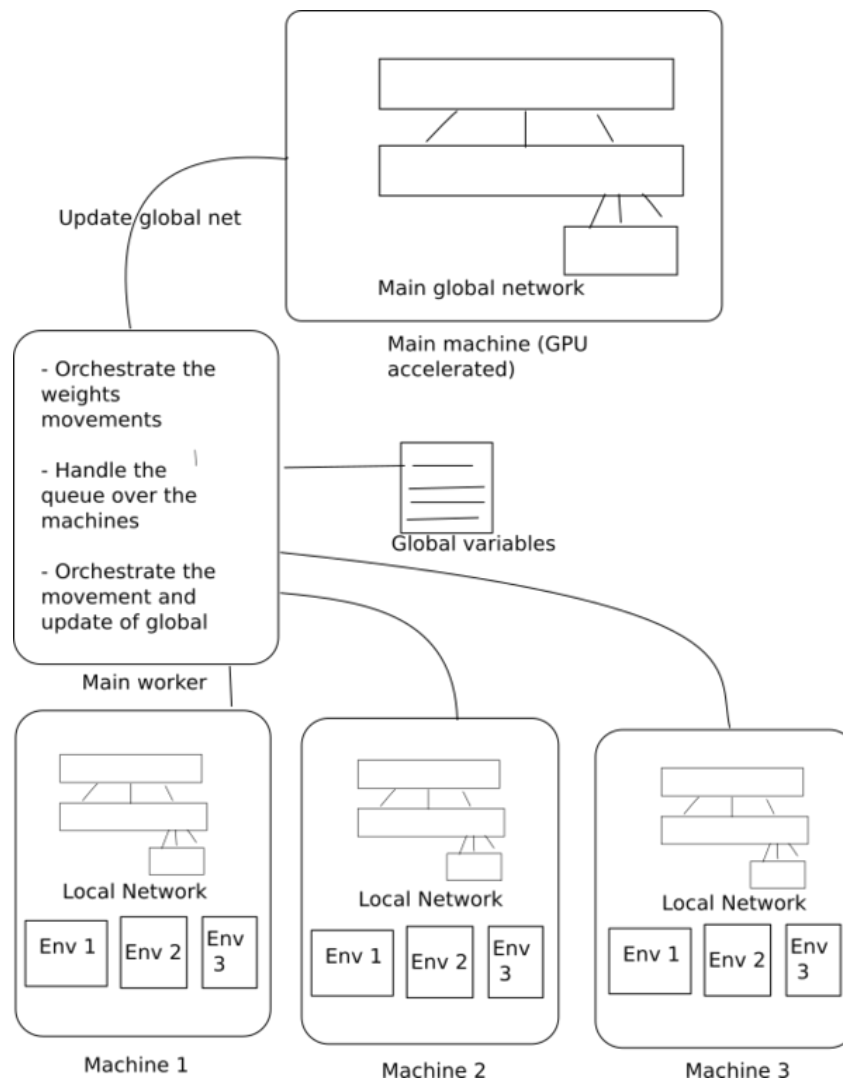 Update global net
Main global network
Main machine (GPU
accelerated)
- Orchestrate the
weights
movements
- Handle the
queue over the
machines
- Orchestrate the
movement and
update of global
Global variables
Main worker
Local Network
Env 1
Env 2
Env
3
Machine 1
Local Network
Env 1
Env 2
Env
3
Machine 2
Local Network
Env 1
Env 2
Env
3
Machine 3